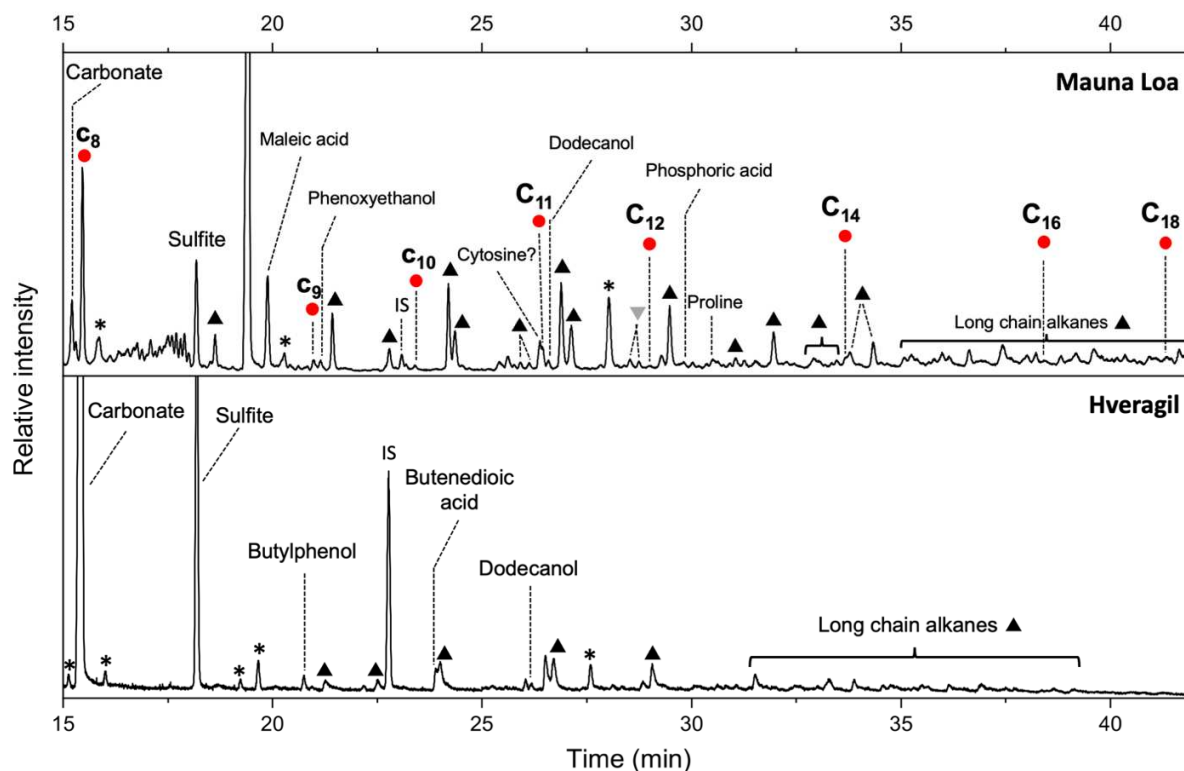 15 20 25 30 35 40
Mauna Loa
Carbonate
c8
*
Sulfite
Maleic acid
*
Phenoxyethanol
c9
IS
c10
Cytosine?
C11
Dodecanol
*
C12
Phosphoric acid
Proline
C14
C16
C18
Long chain alkanes
Relative intensity
Hveragil
Carbonate
Sulfite
*
*
*
*
Butylphenol
IS
Butenedioic
acid
Dodecanol
*
Long chain alkanes
15 20 25 30 35 40
Time (min)